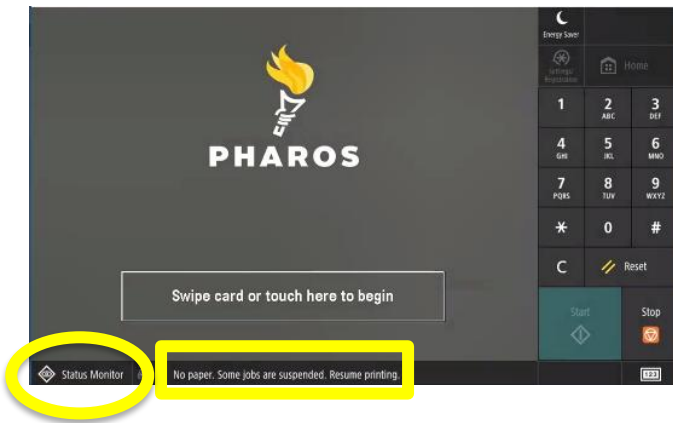 PHAROS
Swipe card or touch here to begin
Status Monitor
No paper. Some jobs are suspended. Resume printing.
Energy Saver
Settings/
Registration
Home
1
2
ABC
3
DEF
4
GHI
5
JKL
6
MNO
7
PQRS
8
TUV
9
WXYZ
*
0
#
C
Reset
Start
Stop
123